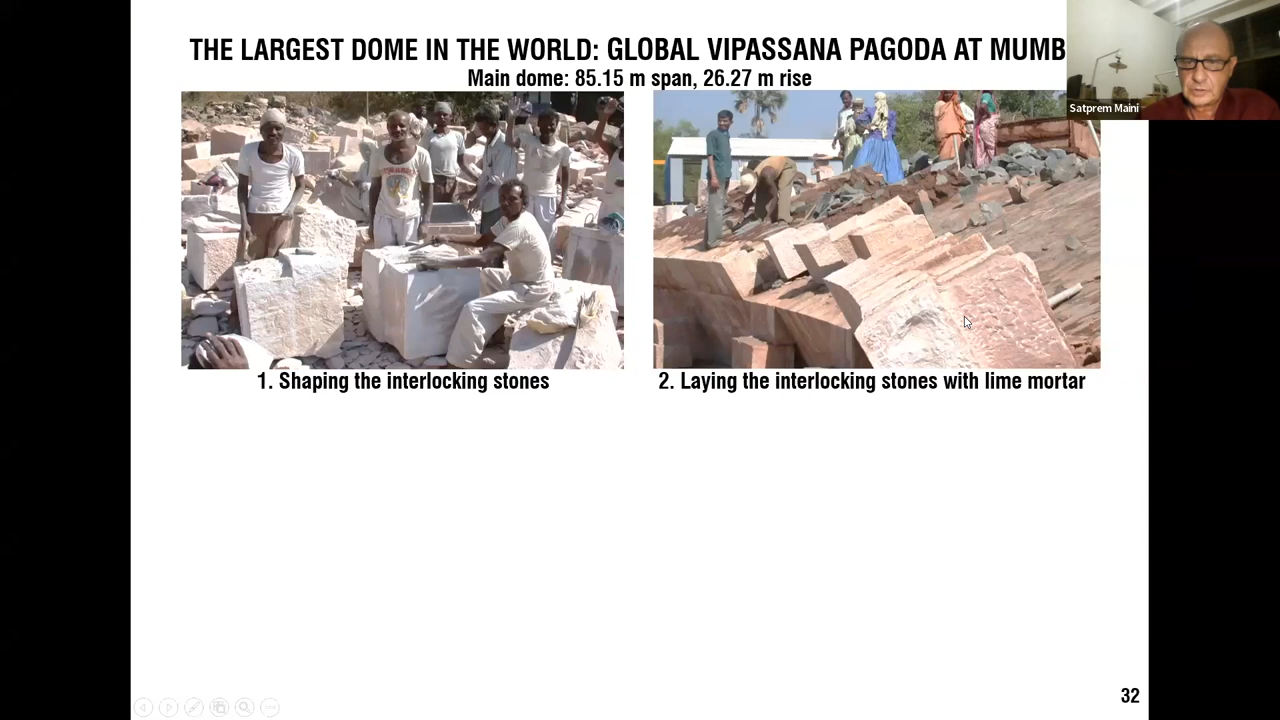 THE LARGEST DOME IN THE WORLD: GLOBAL VIPASSANA PAGODA AT MUMB
Main dome: 85.15 m span, 26.27 m rise
Satprem Maini
1. Shaping the interlocking stones
2. Laying the interlocking stones with lime mortar
32